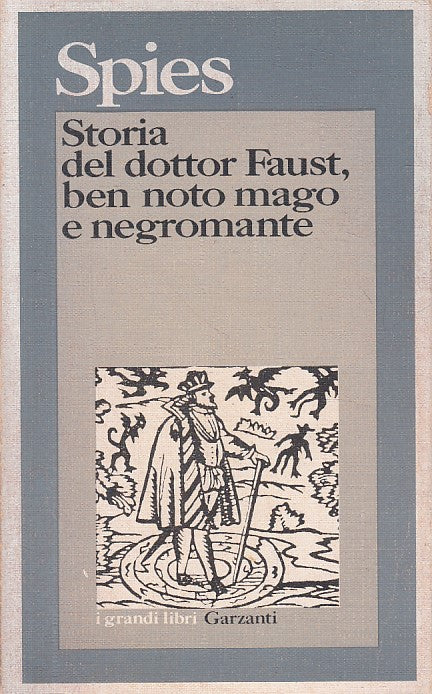 Spies
Storia
del dottor Faust,
ben noto mago
e negromante
i grandi libri Garzanti